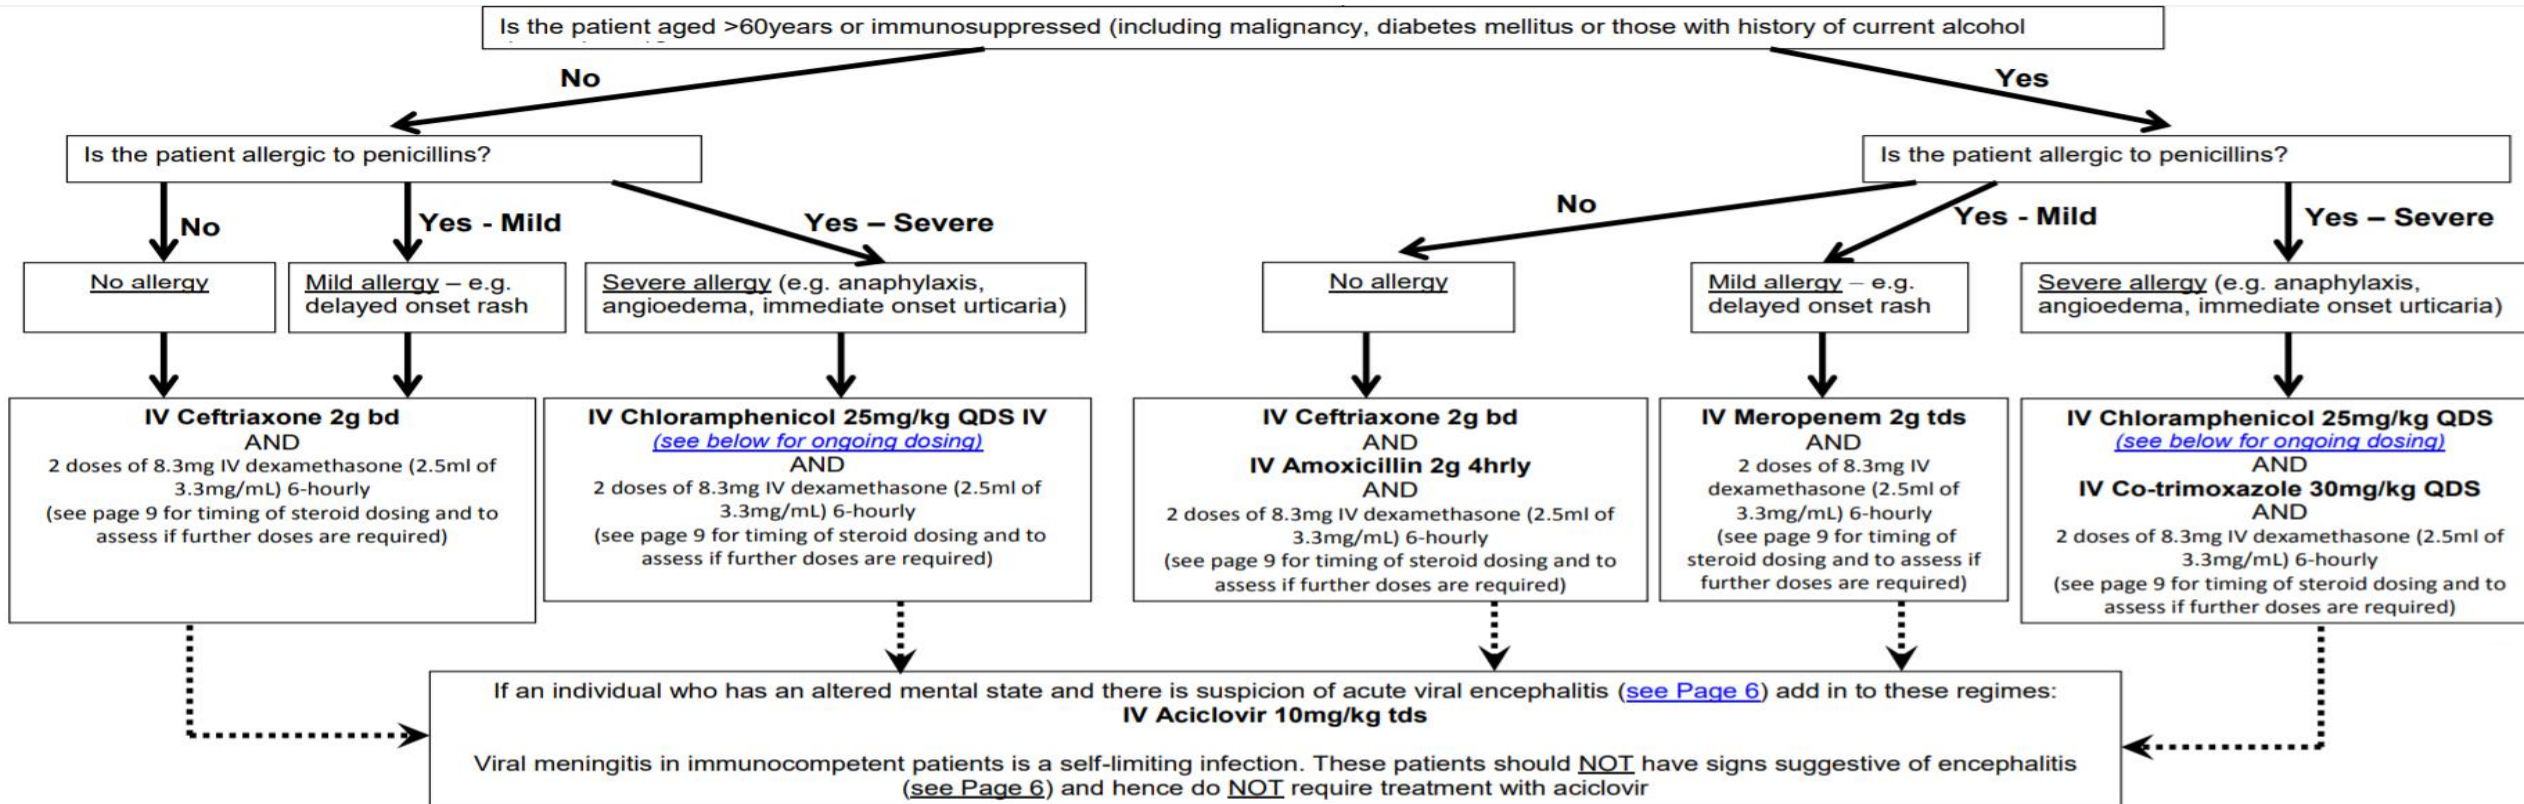 Is the patient aged >60years or immunosuppressed (including malignancy, diabetes mellitus or those with history of current alcohol
No
Yes
Is the patient allergic to penicillins?
Is the patient allergic to penicillins?
No
Yes - Mild
Yes – Severe
No
Yes - Mild
Yes – Severe
No allergy
Mild allergy – e.g.
delayed onset rash
Severe allergy (e.g. anaphylaxis,
angioedema, immediate onset urticaria)
No allergy
Mild allergy – e.g.
delayed onset rash
Severe allergy (e.g. anaphylaxis,
angioedema, immediate onset urticaria)
IV Ceftriaxone 2g bd
AND
2 doses of 8.3mg IV dexamethasone (2.5ml of
3.3mg/mL) 6-hourly
(see page 9 for timing of steroid dosing and to
assess if further doses are required)
IV Chloramphenicol 25mg/kg QDS IV
(see below for ongoing dosing)
AND
2 doses of 8.3mg IV dexamethasone (2.5ml of
3.3mg/mL) 6-hourly
(see page 9 for timing of steroid dosing and to
assess if further doses are required)
IV Ceftriaxone 2g bd
AND
IV Amoxicillin 2g 4hrly
AND
2 doses of 8.3mg IV dexamethasone (2.5ml of
3.3mg/mL) 6-hourly
(see page 9 for timing of steroid dosing and to
assess if further doses are required)
IV Meropenem 2g tds
AND
2 doses of 8.3mg IV
dexamethasone (2.5ml of
3.3mg/mL) 6-hourly
(see page 9 for timing of
steroid dosing and to assess if
further doses are required)
IV Chloramphenicol 25mg/kg QDS
(see below for ongoing dosing)
AND
IV Co-trimoxazole 30mg/kg QDS
AND
2 doses of 8.3mg IV dexamethasone (2.5ml of
3.3mg/mL) 6-hourly
(see page 9 for timing of steroid dosing and to
assess if further doses are required)
If an individual who has an altered mental state and there is suspicion of acute viral encephalitis (see Page 6) add in to these regimes:
IV Aciclovir 10mg/kg tds
Viral meningitis in immunocompetent patients is a self-limiting infection. These patients should NOT have signs suggestive of encephalitis
(see Page 6) and hence do NOT require treatment with aciclovir